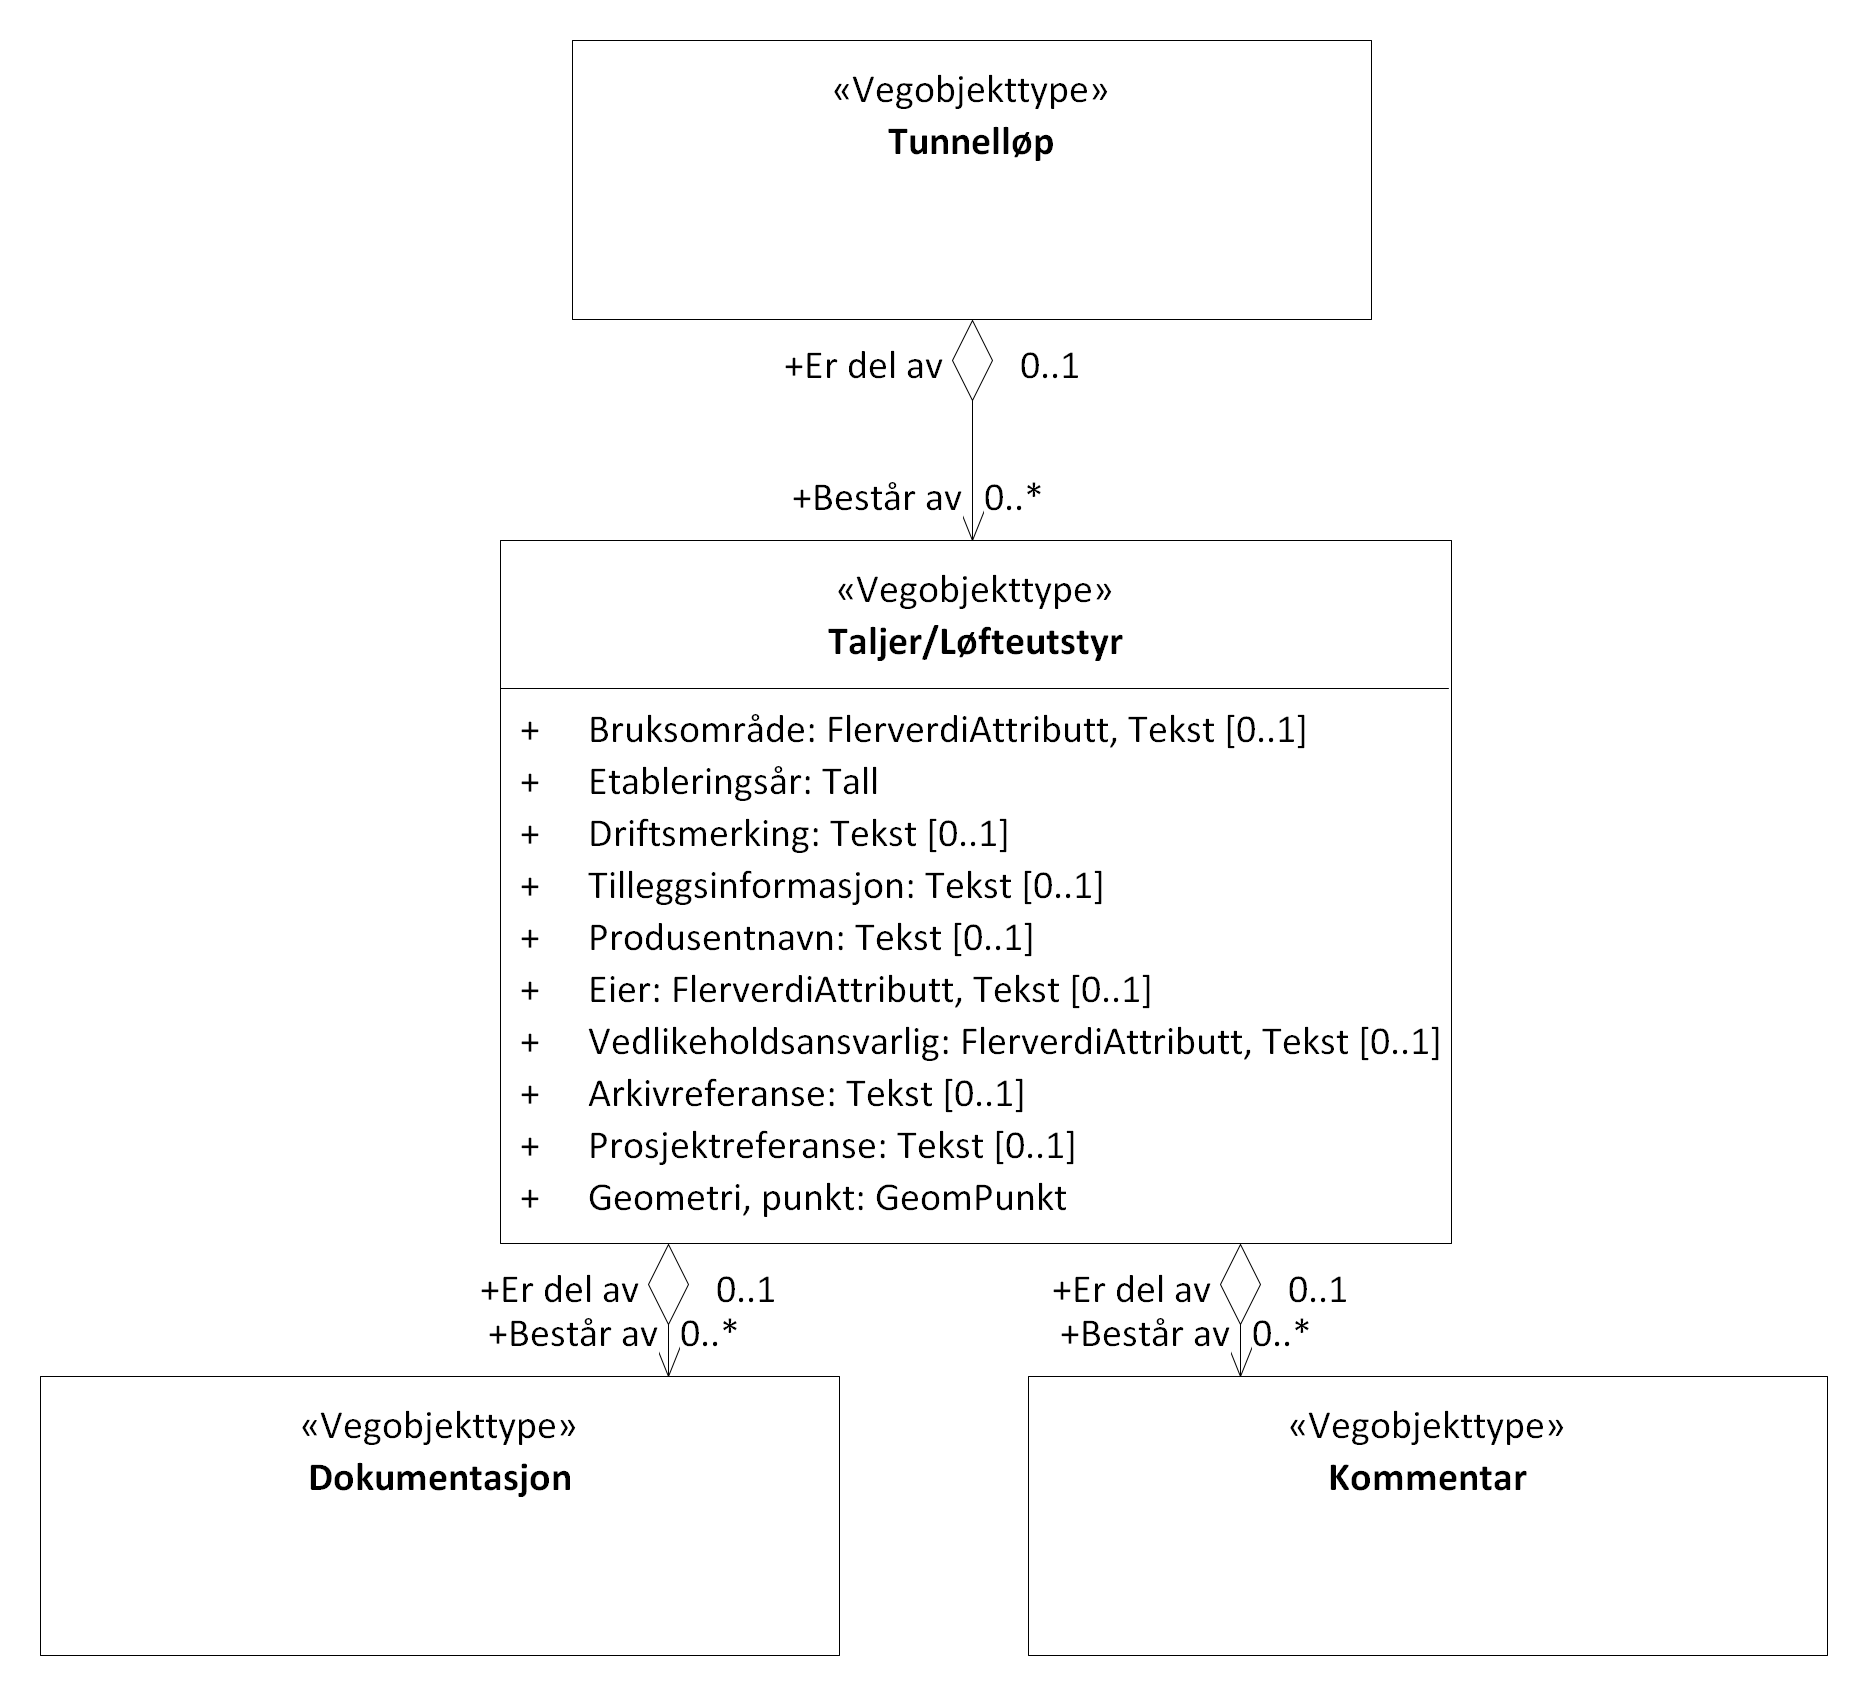 «Vegobjekttype»
Tunnelløp
+Er del av 0..1
+Består av 0..*
«Vegobjekttype»
Taljer/Løfteutstyr
+ Bruksområde: FlerverdiAttributt, Tekst [0..1]
+ Etableringsår: Tall
+ Driftsmerking: Tekst [0..1]
+ Tilleggsinformasjon: Tekst [0..1]
+ Produsentnavn: Tekst [0..1]
+ Eier: FlerverdiAttributt, Tekst [0..1]
+ Vedlikeholdsansvarlig: FlerverdiAttributt, Tekst [0..1]
+ Arkivreferanse: Tekst [0..1]
+ Prosjektreferanse: Tekst [0..1]
+ Geometri, punkt: GeomPunkt
+Er del av 0..1
+Består av 0..*
+Er del av 0..1
+Består av 0..*
«Vegobjekttype»
Dokumentasjon
«Vegobjekttype»
Kommentar